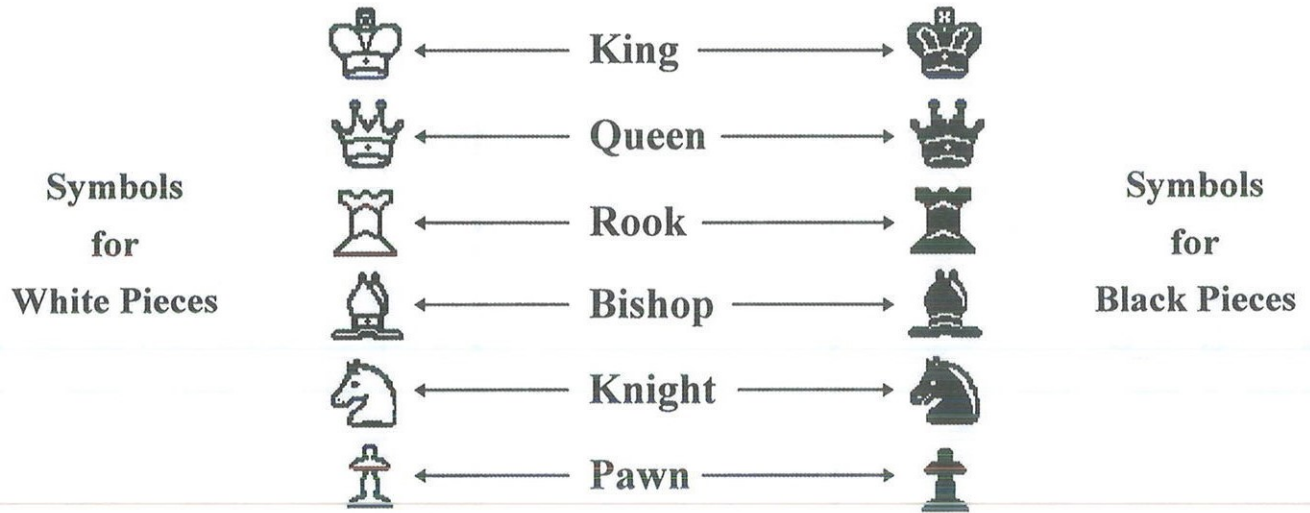 King
Queen
Rook
Bishop
Knight
Pawn
Symbols
for
White Pieces
Symbols
for
Black Pieces